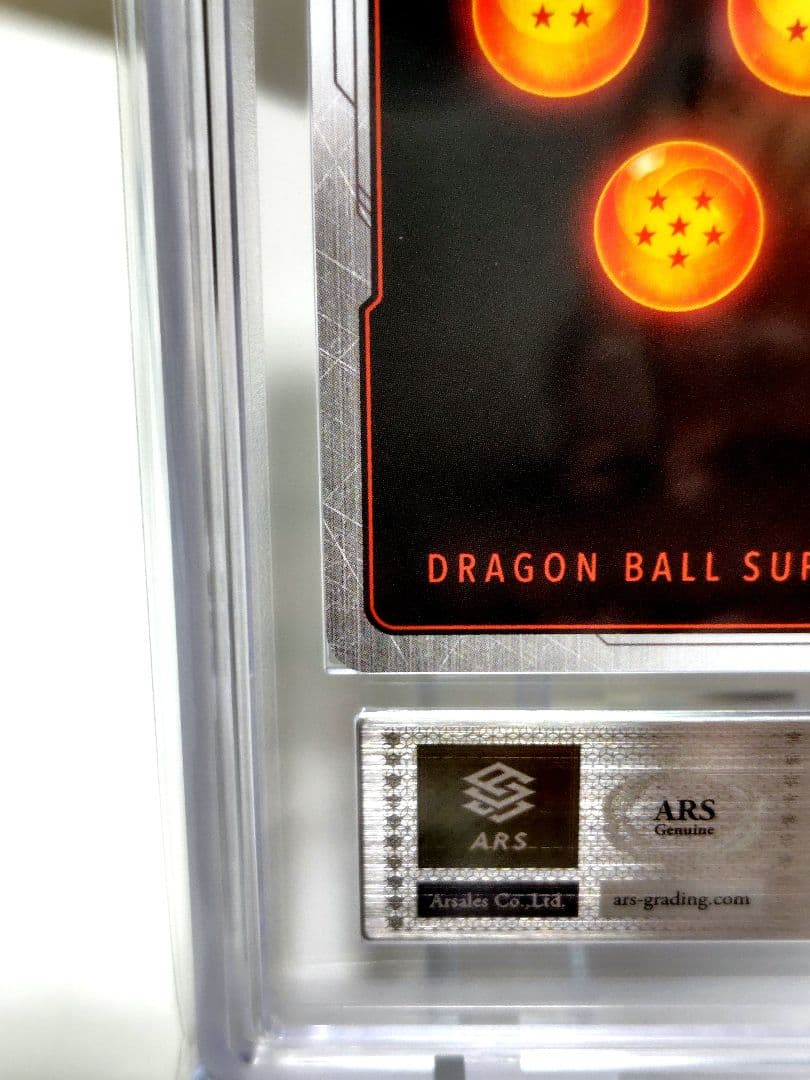 DRAGON BALL SUP
ARS
Arsales Co.,Ltd.
ARS
Genuine
ars-grading.com